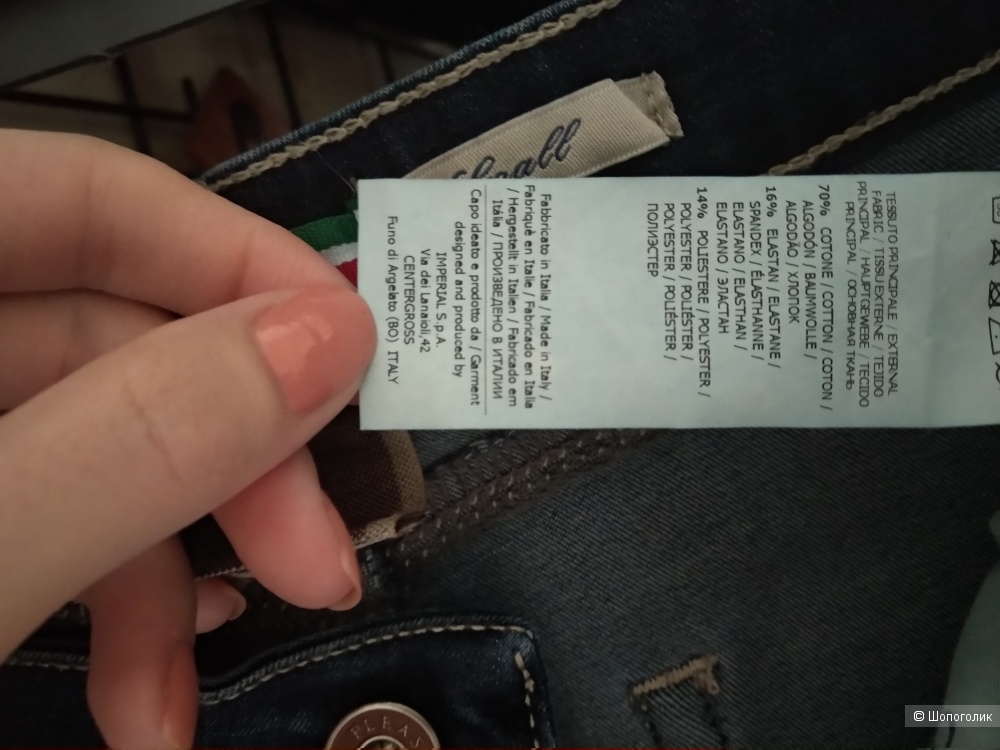 TESSUTO PRINCIPALE / EXTERNAL
FABRIC / TISSU EXTERNE / TEJIDO
PRINCIPAL / HAUPTGEWEBE / TECIDO
PRINCIPAL / ОСНОВНАЯ ТКАНЬ
70% COTONE / COTTON / COTON /
ALGODÓN / BAUMWOLLE /
ALGODÃO / ХЛОПОК
16% ELASTAN / ELASTANE /
SPANDEX / ÉLASTHANNE /
ELASTANO / ELASTHAN /
ELASTANO / ЭЛАСТАН
14% POLIESTERE / POLYESTER /
POLYESTER / POLIÉSTER /
POLYESTER / POLIÉSTER /
ПОЛИЭСТЕР
Fabbricato in Italia / Made in Italy /
Fabriqué en Italie / Fabricado en Italia
/ Hergestellt in Italien / Fabricado em
Itália / ПРОИЗВЕДЕНО В ИТАЛИИ
Capo ideato e prodotto da / Garment
designed and produced by
IMPERIAL S.p.A.
Via dei Lanaioli,42
CENTERGROSS
Funo di Argelato (BO) ITALY
PLEAS
© Шопоголик